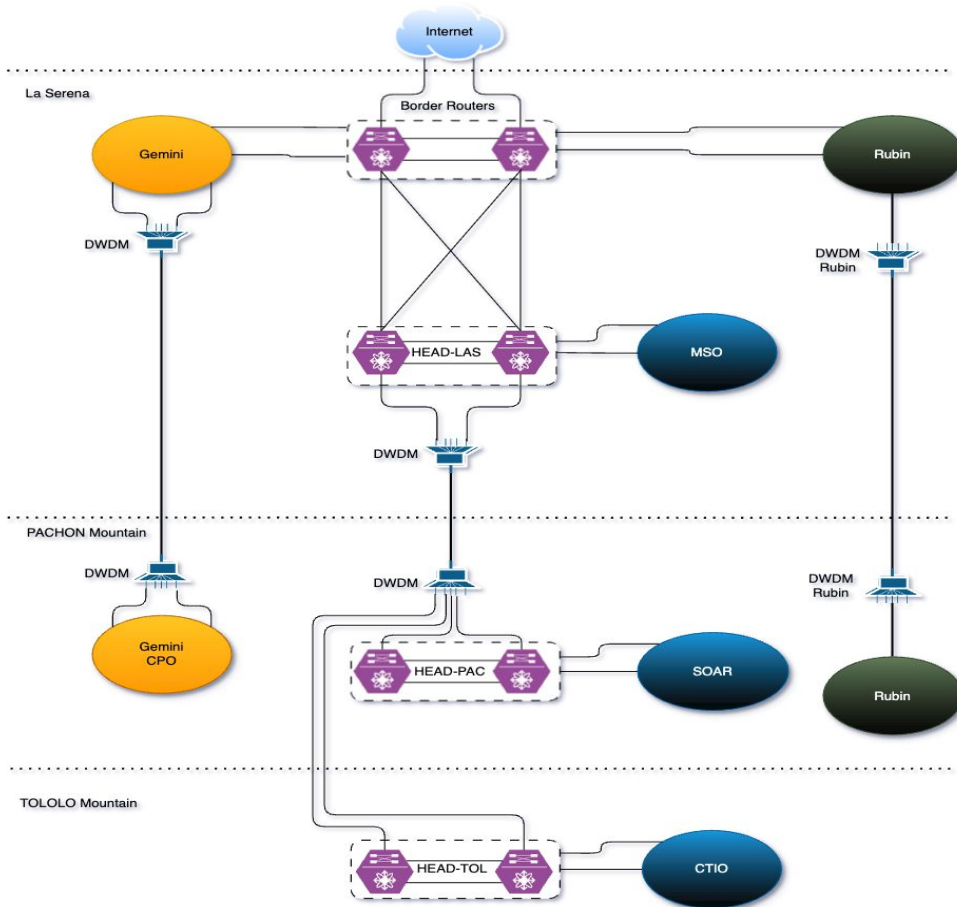 Internet
La Serena
Border Routers
Gemini
Rubin
DWDM
DWDM
Rubin
HEAD-LAS
MSO
DWDM
PACHON Mountain
DWDM
DWDM
DWDM
Rubin
Gemini
CPO
HEAD-PAC
SOAR
Rubin
TOLOLO Mountain
HEAD-TOL
CTIO